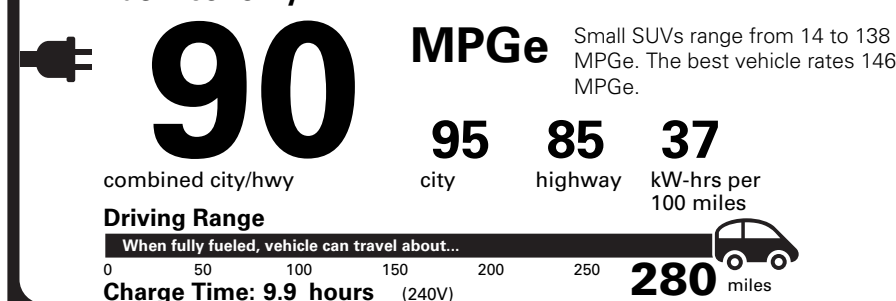 90
MPGe
Small SUVs range from 14 to 138
MPGe. The best vehicle rates 146
MPGe.
95 85 37
combined city/hwy city highway kW-hrs per
100 miles
Driving Range
When fully fueled, vehicle can travel about...
0 50 100 150 200 250 280 miles
Charge Time: 9.9 hours (240V)